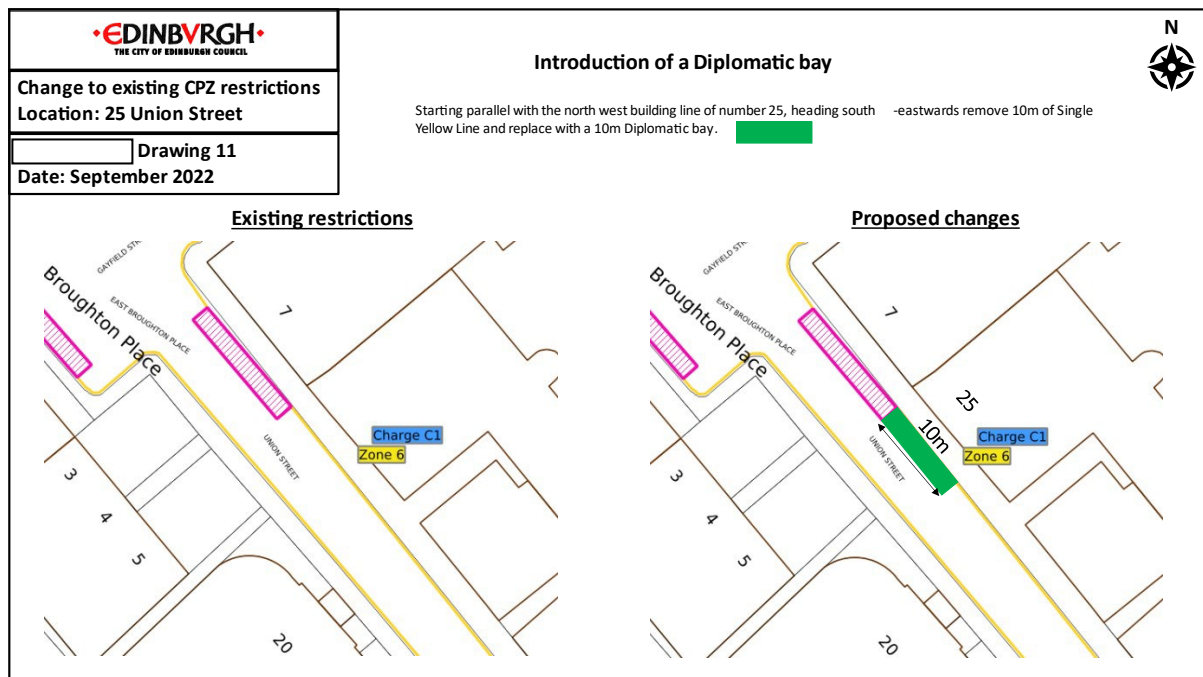 EDINBVRGH
THE CITY OF EDINBURGH COUNCIL
Change to existing CPZ restrictions
Location: 25 Union Street
Drawing 11
Date: September 2022
Introduction of a Diplomatic bay
N
Starting parallel with the north west building line of number 25, heading south -eastwards remove 10m of Single
Yellow Line and replace with a 10m Diplomatic bay.
Existing restrictions
GAYFIELD STR
EAST BROUGHTON PLACE
Broughton Place
7
UNION STREET
Charge C1
Zone 6
3
4
5
20
Proposed changes
GAYFIELD STR
EAST BROUGHTON PLACE
Broughton Place
7
25
10m
UNION STREET
Charge C1
Zone 6
3
4
5
20